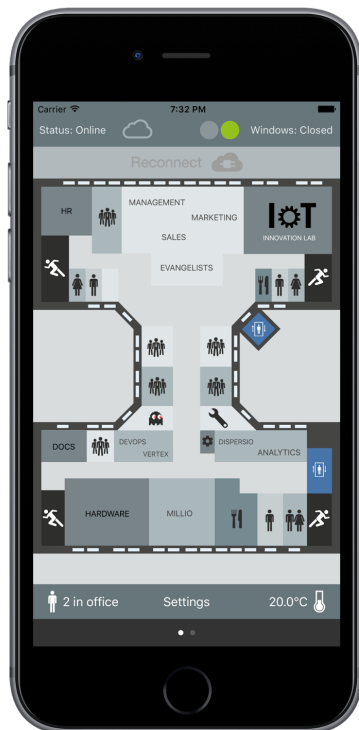 Carrier 7:32 PM
Status: Online Windows: Closed
Reconnect
HR
MANAGEMENT
MARKETING
SALES
EVANGELISTS
IoT
INNOVATION LAB
DOCS
DEVOPS
VERTEX
DISPERSIO
ANALYTICS
HARDWARE
MILLIO
2 in office Settings 20.0°C